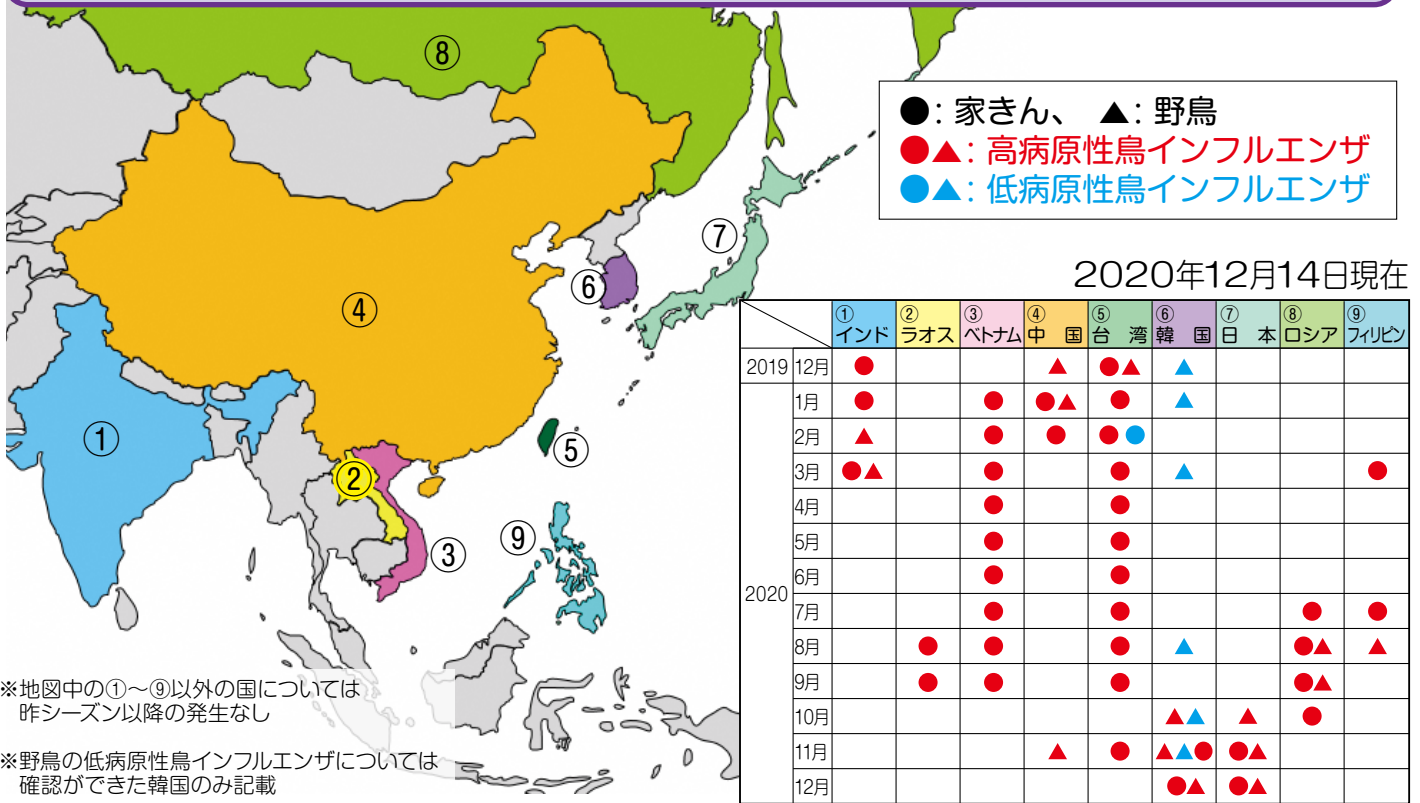 ⑧
●: 家きん、 ▲: 野鳥
●▲: 高病原性鳥インフルエンザ
●▲: 低病原性鳥インフルエンザ
⑦
⑥
④
①
⑤
②
③
⑨
2020年12月14日現在
① ② ③ ④ ⑤ ⑥ ⑦ ⑧ ⑨
インド ラオス ベトナム 中 国 台 湾 韓 国 日 本 ロシア フィリピン
2019 12月 ● ▲ ●▲ ▲
1月 ● ● ●▲ ● ▲
2月 ▲ ● ● ●●
3月 ●▲ ● ● ▲ ●
4月 ● ●
5月 ● ●
6月 ● ●
2020
7月 ● ● ● ●
8月 ● ● ● ▲ ●▲ ▲
9月 ● ● ● ●▲
10月 ▲▲ ▲ ●
11月 ▲ ● ▲▲● ●▲
12月 ●▲ ●▲
※地図中の①～⑨以外の国については
昨シーズン以降の発生なし
※野鳥の低病原性鳥インフルエンザについては
確認ができた韓国のみ記載